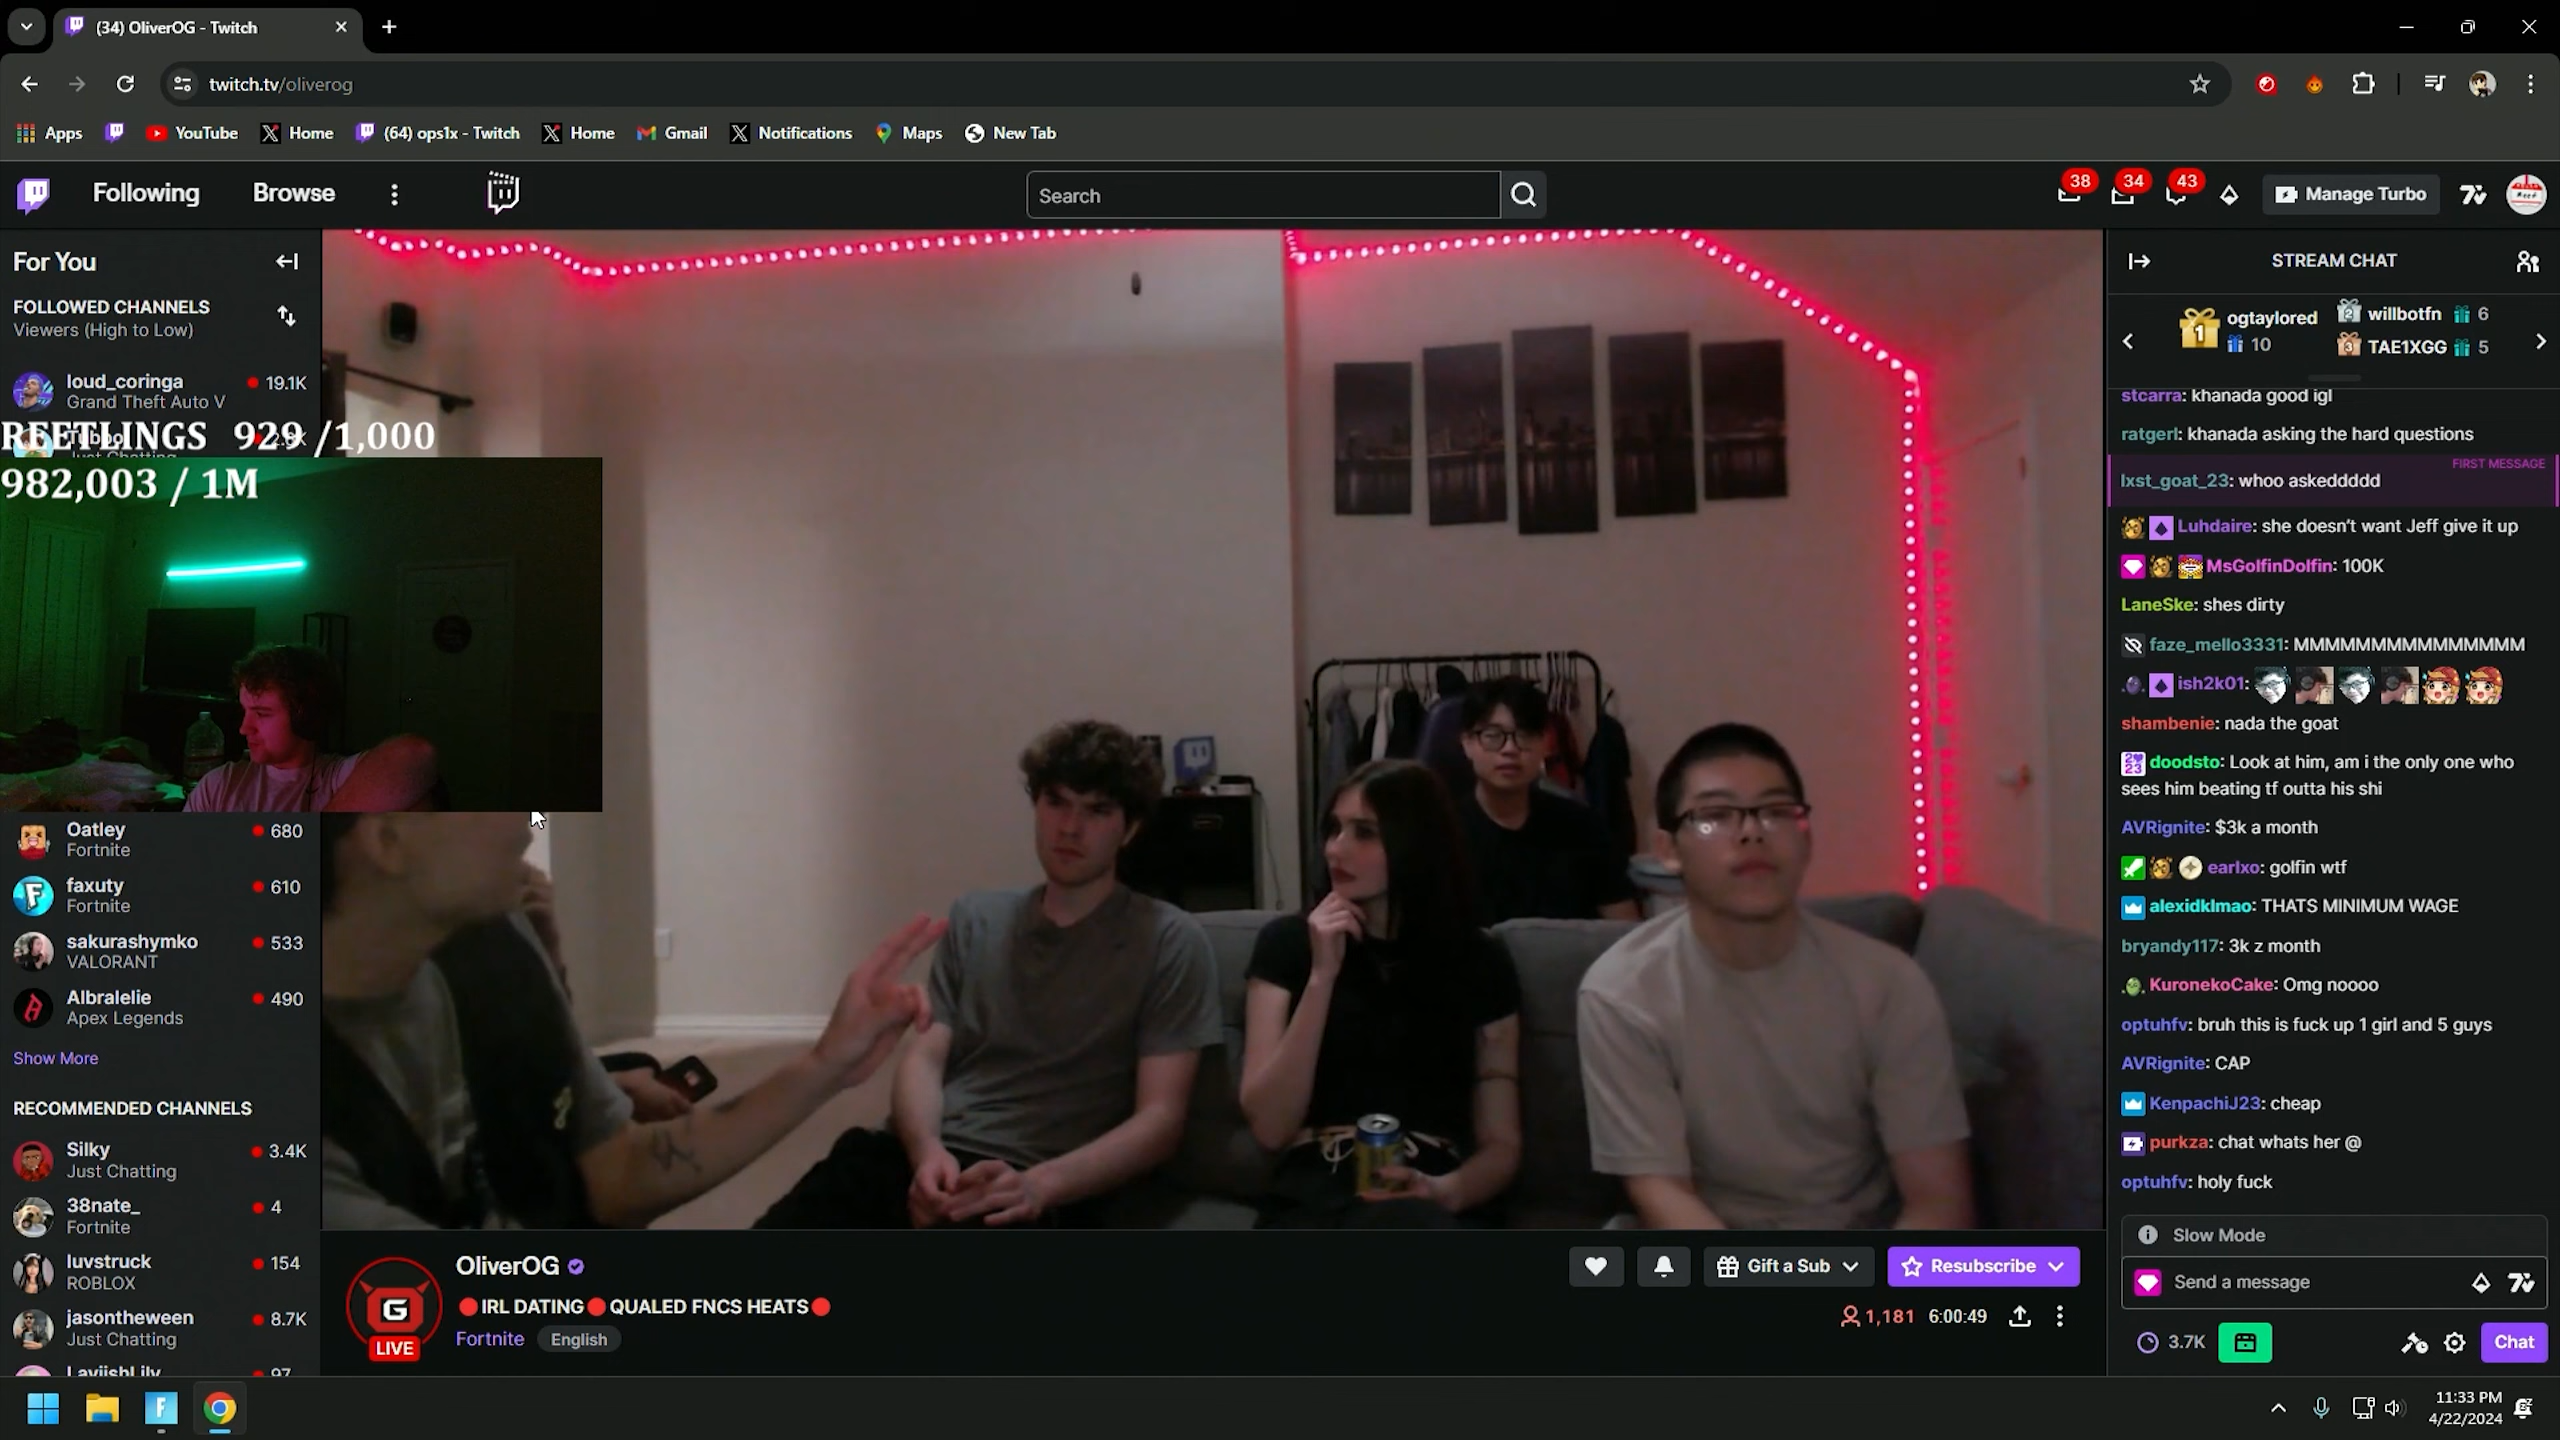 (34) OliverOG - Twitch
twitch.tv/oliverog
Apps YouTube Home (64) ops1x - Twitch Home Gmail Notifications Maps New Tab
Following Browse Search 38 34 43 Manage Turbo
For You
FOLLOWED CHANNELS
Viewers (High to Low)
loud_coringa 19.1K
Grand Theft Auto V
REETLINGS 929 /1,000
982,003 / 1M
Oatley 680
Fortnite
faxuty 610
Fortnite
sakurashymko 533
VALORANT
Albralelie 490
Apex Legends
Show More
RECOMMENDED CHANNELS
Silky 3.4K
Just Chatting
38nate_ 4
Fortnite
luvstruck 154
ROBLOX
jasontheween 8.7K
Just Chatting
LaviishLily 97
OliverOG
🔴IRL DATING🔴QUALED FNCS HEATS🔴
Fortnite English
G
LIVE
Gift a Sub Resubscribe
1,181 6:00:49
STREAM CHAT
1 ogtaylored 10
2 willbotfn 6
3 TAE1XGG 5
stcarra: khanada good igl
ratgerl: khanada asking the hard questions
FIRST MESSAGE
lxst_goat_23: whoo askeddddd
Luhdaire: she doesn't want Jeff give it up
MsGolfinDolfin: 100K
LaneSke: shes dirty
faze_mello3331: MMMMMMMMMMMMMMM
ish2k01:
shambenie: nada the goat
doodsto: Look at him, am i the only one who
sees him beating tf outta his shi
AVRignite: $3k a month
earlxo: golfin wtf
alexidklmao: THATS MINIMUM WAGE
bryandy117: 3k z month
KuronekoCake: Omg noooo
optuhfv: bruh this is fuck up 1 girl and 5 guys
AVRignite: CAP
KenpachiJ23: cheap
purkza: chat whats her @
optuhfv: holy fuck
Slow Mode
Send a message
3.7K Chat
11:33 PM
4/22/2024